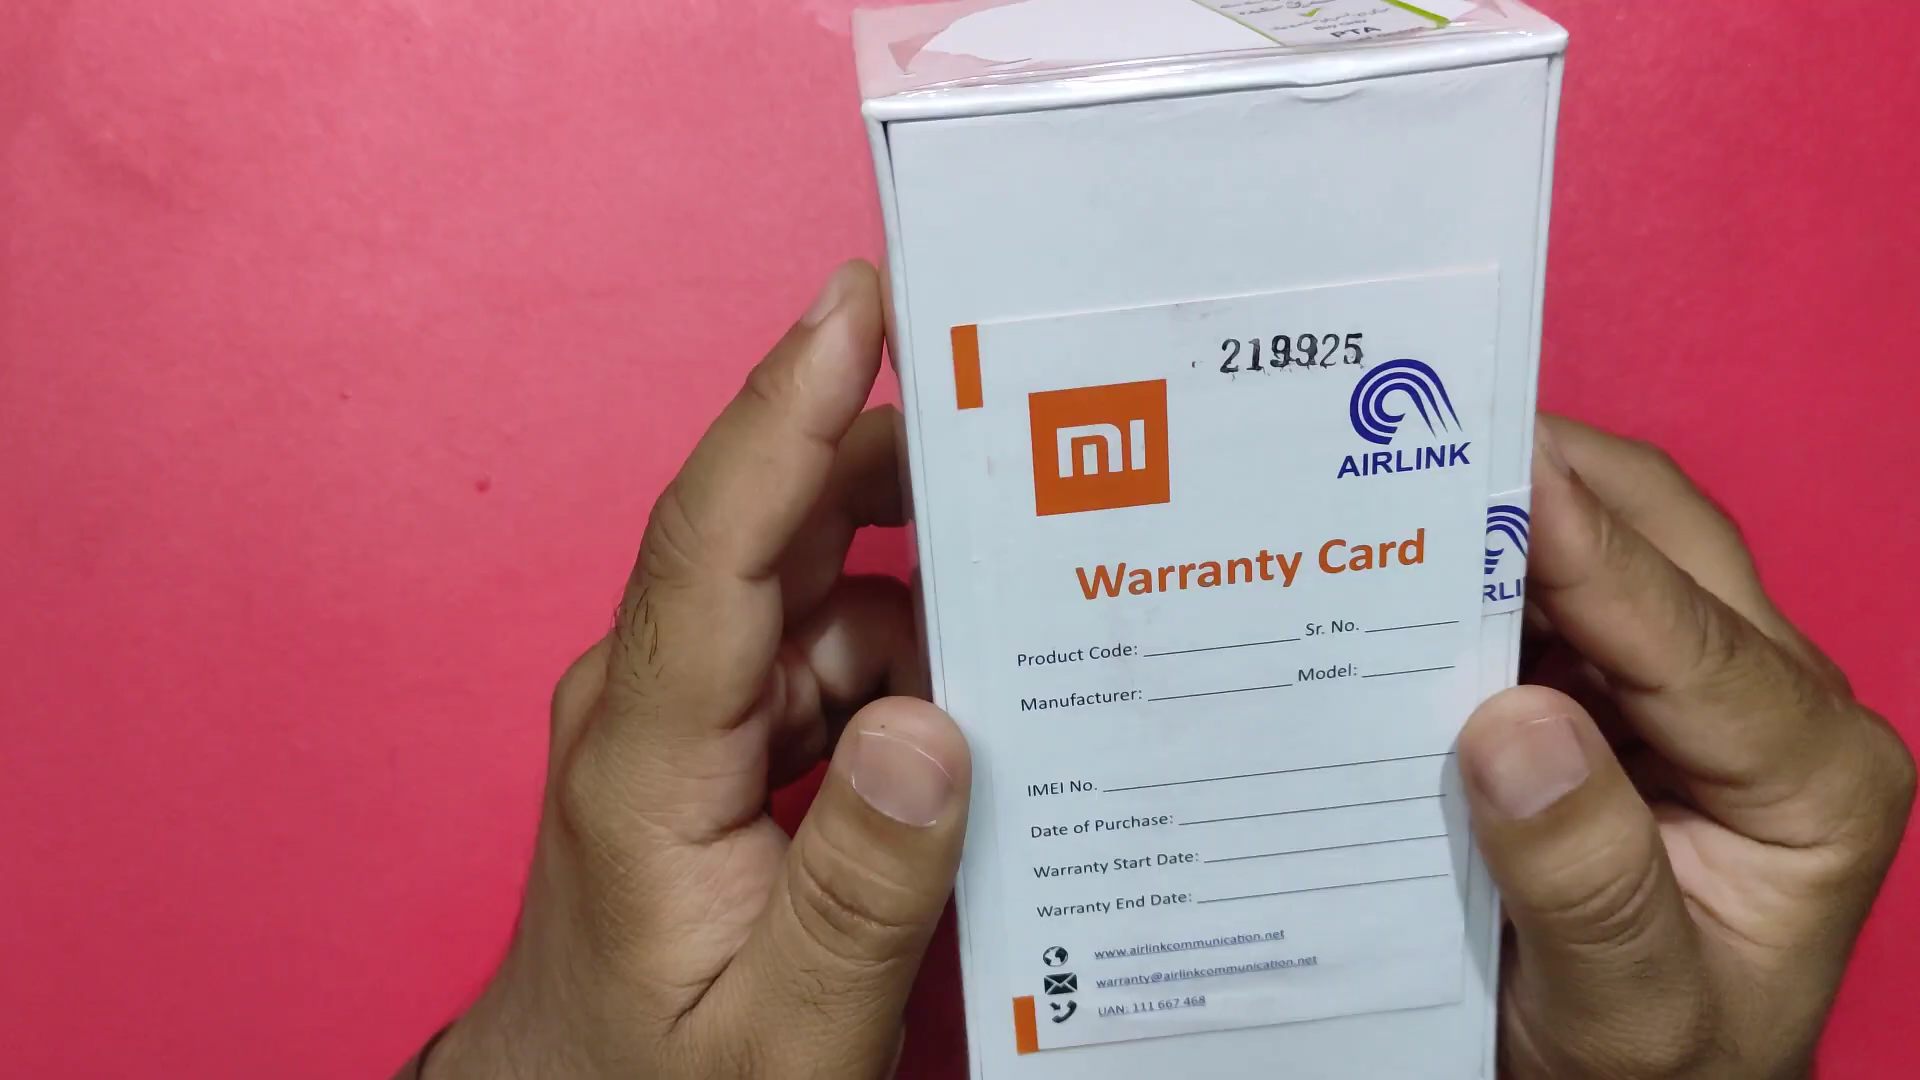 PTA
219925
mi
AIRLINK
Warranty Card
RLI
Product Code: Sr. No.
Manufacturer: Model:
IMEI No.
Date of Purchase:
Warranty Start Date:
Warranty End Date:
www.airlinkcommunication.net
warranty@airlinkcommunication.net
UAN: 111 667 468